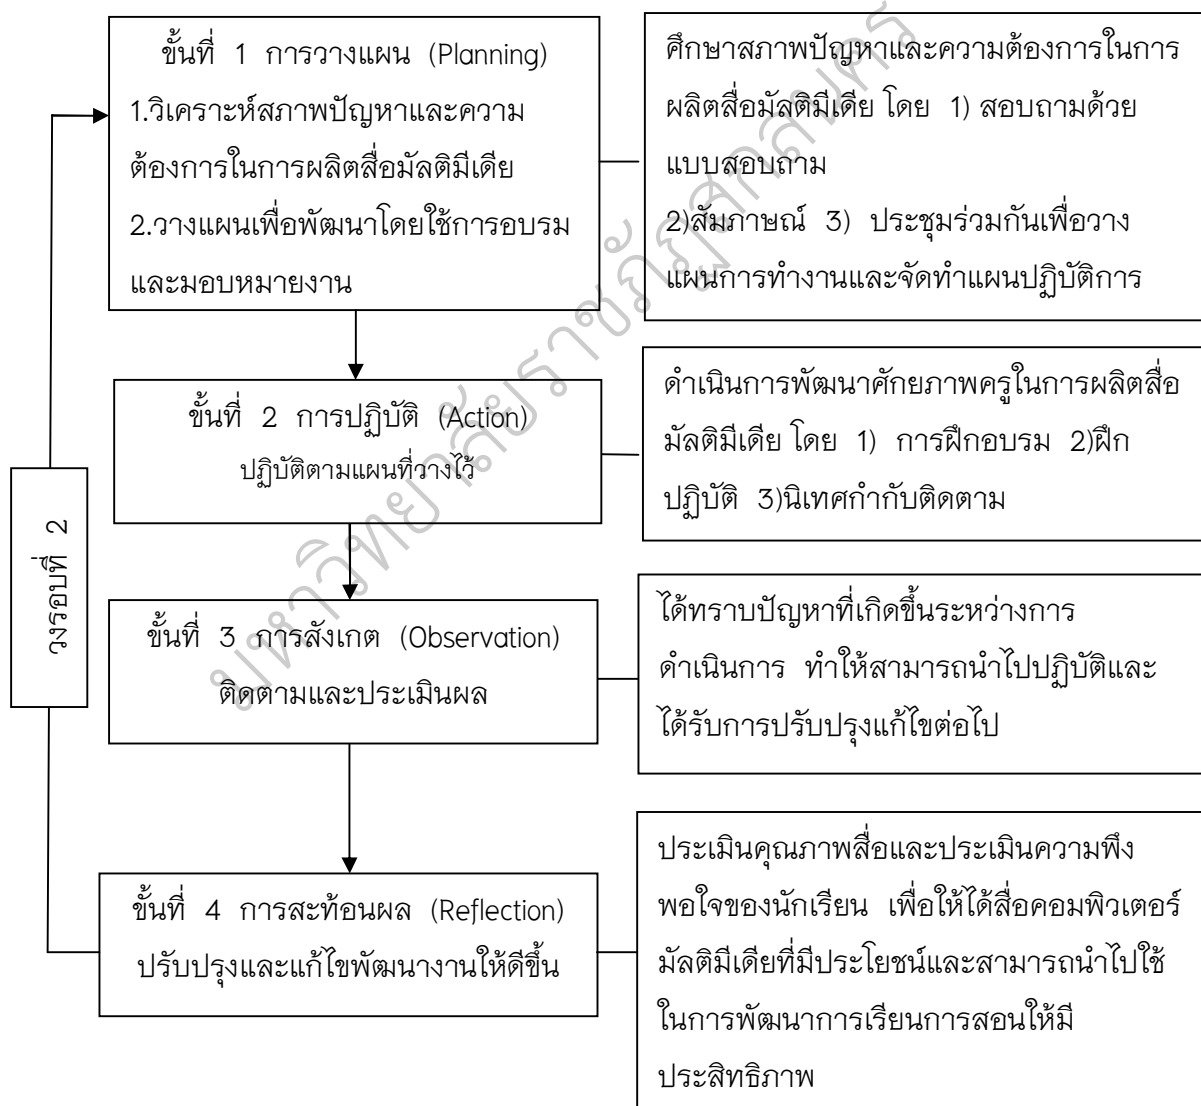 ขั้นที่ 1 การวางแผน (Planning)
1.วิเคราะห์สภาพปัญหาและความ
ต้องการในการผลิตสื่อมัลติมีเดีย
2.วางแผนเพื่อพัฒนาโดยใช้การอบรม
และมอบหมายงาน
ศึกษาสภาพปัญหาและความต้องการในการ
ผลิตสื่อมัลติมีเดีย โดย 1) สอบถามด้วย
แบบสอบถาม
2)สัมภาษณ์ 3) ประชุมร่วมกันเพื่อวาง
แผนการทำงานและจัดทำแผนปฏิบัติการ
ขั้นที่ 2 การปฏิบัติ (Action)
ปฏิบัติตามแผนที่วางไว้
ดำเนินการพัฒนาศักยภาพครูในการผลิตสื่อ
มัลติมีเดีย โดย 1) การฝึกอบรม 2)ฝึก
ปฏิบัติ 3)นิเทศกำกับติดตาม
วงรอบที่ 2
ขั้นที่ 3 การสังเกต (Observation)
ติดตามและประเมินผล
ได้ทราบปัญหาที่เกิดขึ้นระหว่างการ
ดำเนินการ ทำให้สามารถนำไปปฏิบัติและ
ได้รับการปรับปรุงแก้ไขต่อไป
ขั้นที่ 4 การสะท้อนผล (Reflection)
ปรับปรุงและแก้ไขพัฒนางานให้ดีขึ้น
ประเมินคุณภาพสื่อและประเมินความพึง
พอใจของนักเรียน เพื่อให้ได้สื่อคอมพิวเตอร์
มัลติมีเดียที่มีประโยชน์และสามารถนำไปใช้
ในการพัฒนาการเรียนการสอนให้มี
ประสิทธิภาพ
มหาวิทยาลัยราชภัฏสกลนคร